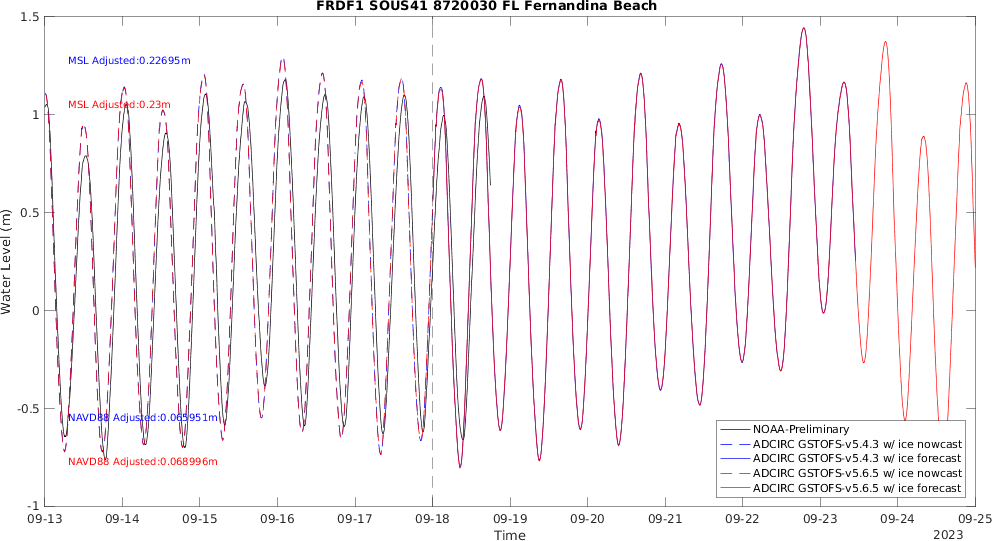 FRDF1 SOUS41 8720030 FL Fernandina Beach
1.5
MSL Adjusted:0.22695m
MSL Adjusted:0.23m
1
0.5
Water Level (m)
0
-0.5
NAVD88 Adjusted:0.065951m
NAVD88 Adjusted:0.068996m
NOAA-Preliminary
ADCIRC GSTOFS-v5.4.3 w/ ice nowcast
ADCIRC GSTOFS-v5.4.3 w/ ice forecast
ADCIRC GSTOFS-v5.6.5 w/ ice nowcast
ADCIRC GSTOFS-v5.6.5 w/ ice forecast
-1
09-13 09-14 09-15 09-16 09-17 09-18 09-19 09-20 09-21 09-22 09-23 09-24 09-25
Time
2023